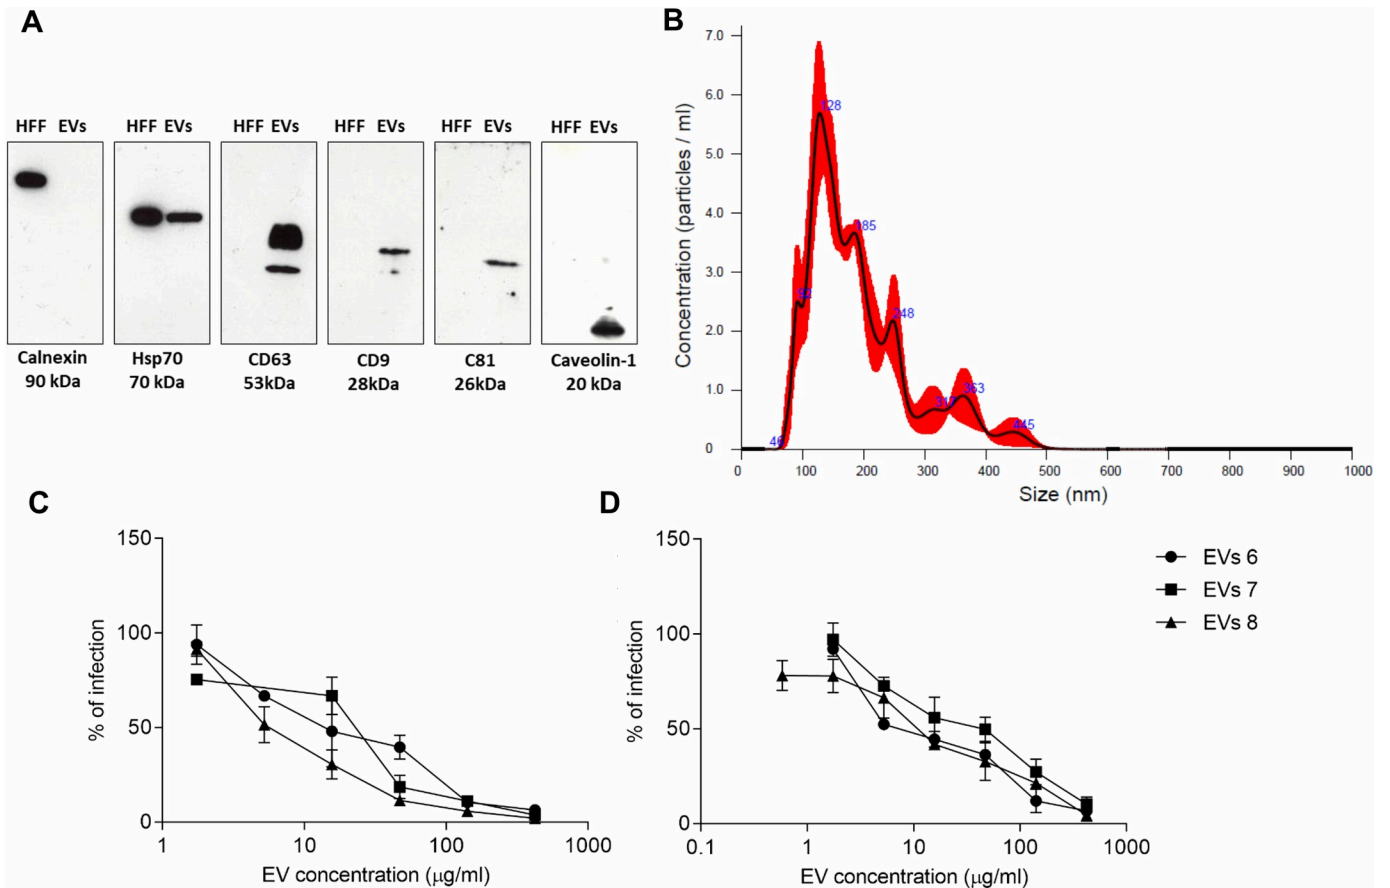 A
HFF EVs
HFF EVs
HFF EVs
HFF EVs
HFF EVs
HFF EVs
Calnexin
90 kDa
Hsp70
70 kDa
CD63
53kDa
CD9
28kDa
C81
26kDa
Caveolin-1
20 kDa
B
Concentration (particles / ml)
7.0
6.0
5.0
4.0
3.0
2.0
1.0
0
128
185
248
363
445
46
0 100 200 300 400 500 600 700 800 900 1000
Size (nm)
C
% of infection
150
100
50
0
1 10 100 1000
EV concentration (μg/ml)
D
% of infection
150
100
50
0
0.1 10 100 1000
EV concentration (μg/ml)
EVs 6
EVs 7
EVs 8